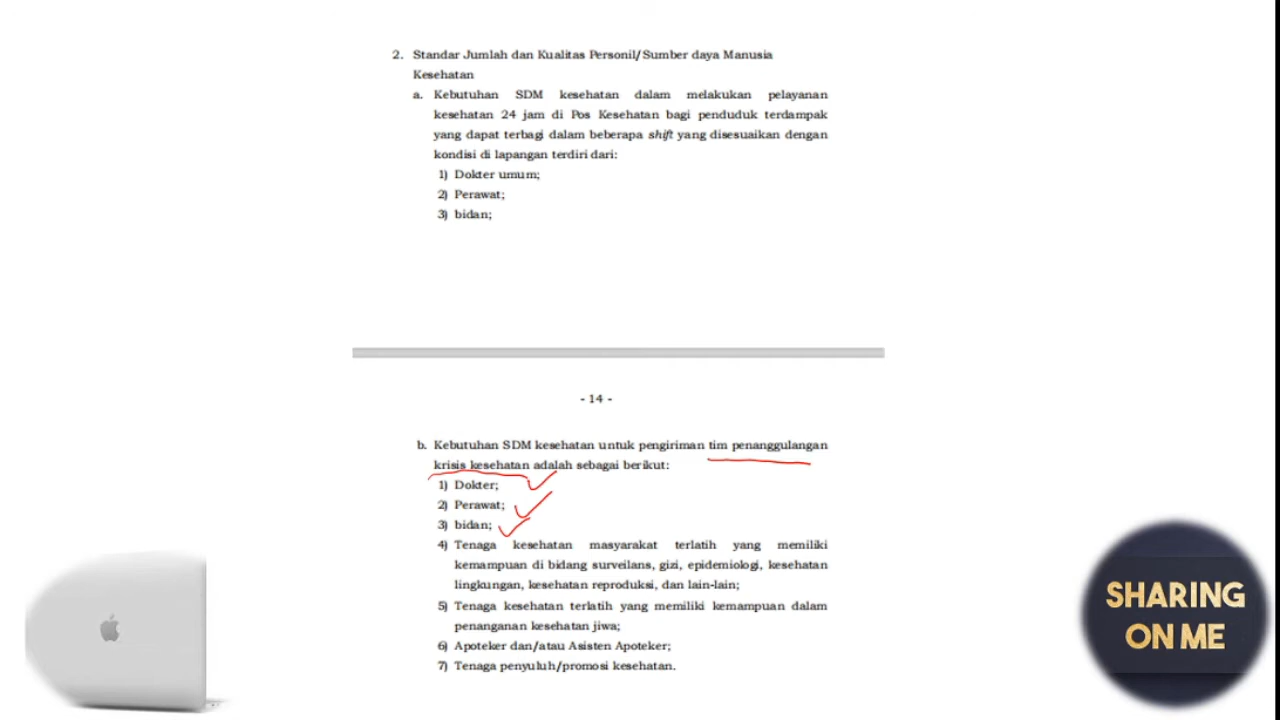 2. Standar Jumlah dan Kualitas Personil/Sumber daya Manusia
Kesehatan
a. Kebutuhan SDM kesehatan dalam melakukan pelayanan
kesehatan 24 jam di Pos Kesehatan bagi penduduk terdampak
yang dapat terbagi dalam beberapa shift yang disesuaikan dengan
kondisi di lapangan terdiri dari:
1) Dokter umum;
2) Perawat;
3) bidan;
- 14 -
b. Kebutuhan SDM kesehatan untuk pengiriman tim penanggulangan
krisis kesehatan adalah sebagai berikut:
1) Dokter;
2) Perawat;
3) bidan;
4) Tenaga kesehatan masyarakat terlatih yang memiliki
kemampuan di bidang surveilans, gizi, epidemiologi, kesehatan
lingkungan, kesehatan reproduksi, dan lain-lain;
5) Tenaga kesehatan terlatih yang memiliki kemampuan dalam
penanganan kesehatan jiwa;
6) Apoteker dan/atau Asisten Apoteker;
7) Tenaga penyuluh/promosi kesehatan.
SHARING
ON ME